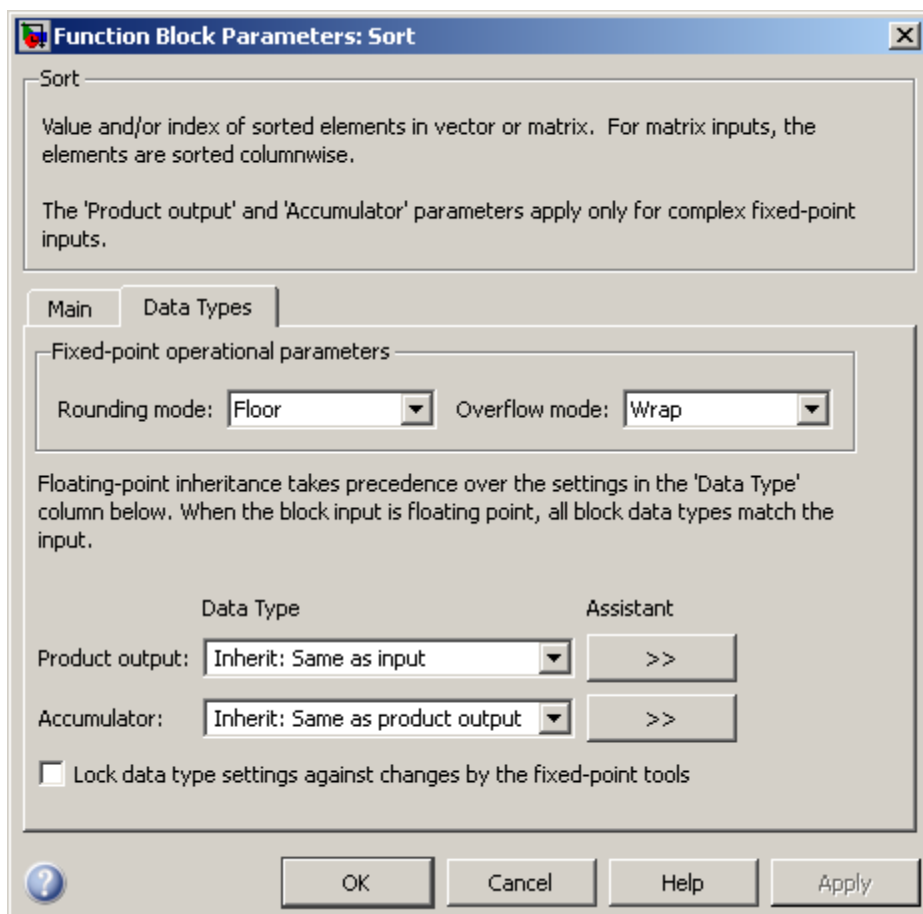 Function Block Parameters: Sort
Sort
Value and/or index of sorted elements in vector or matrix.  For matrix inputs, the
elements are sorted columnwise.
The 'Product output' and 'Accumulator' parameters apply only for complex fixed-point
inputs.
Main Data Types
Fixed-point operational parameters
Rounding mode: Floor Overflow mode: Wrap
Floating-point inheritance takes precedence over the settings in the 'Data Type'
column below. When the block input is floating point, all block data types match the
input.
Data Type Assistant
Product output: Inherit: Same as input >>
Accumulator: Inherit: Same as product output >>
Lock data type settings against changes by the fixed-point tools
? OK Cancel Help Apply